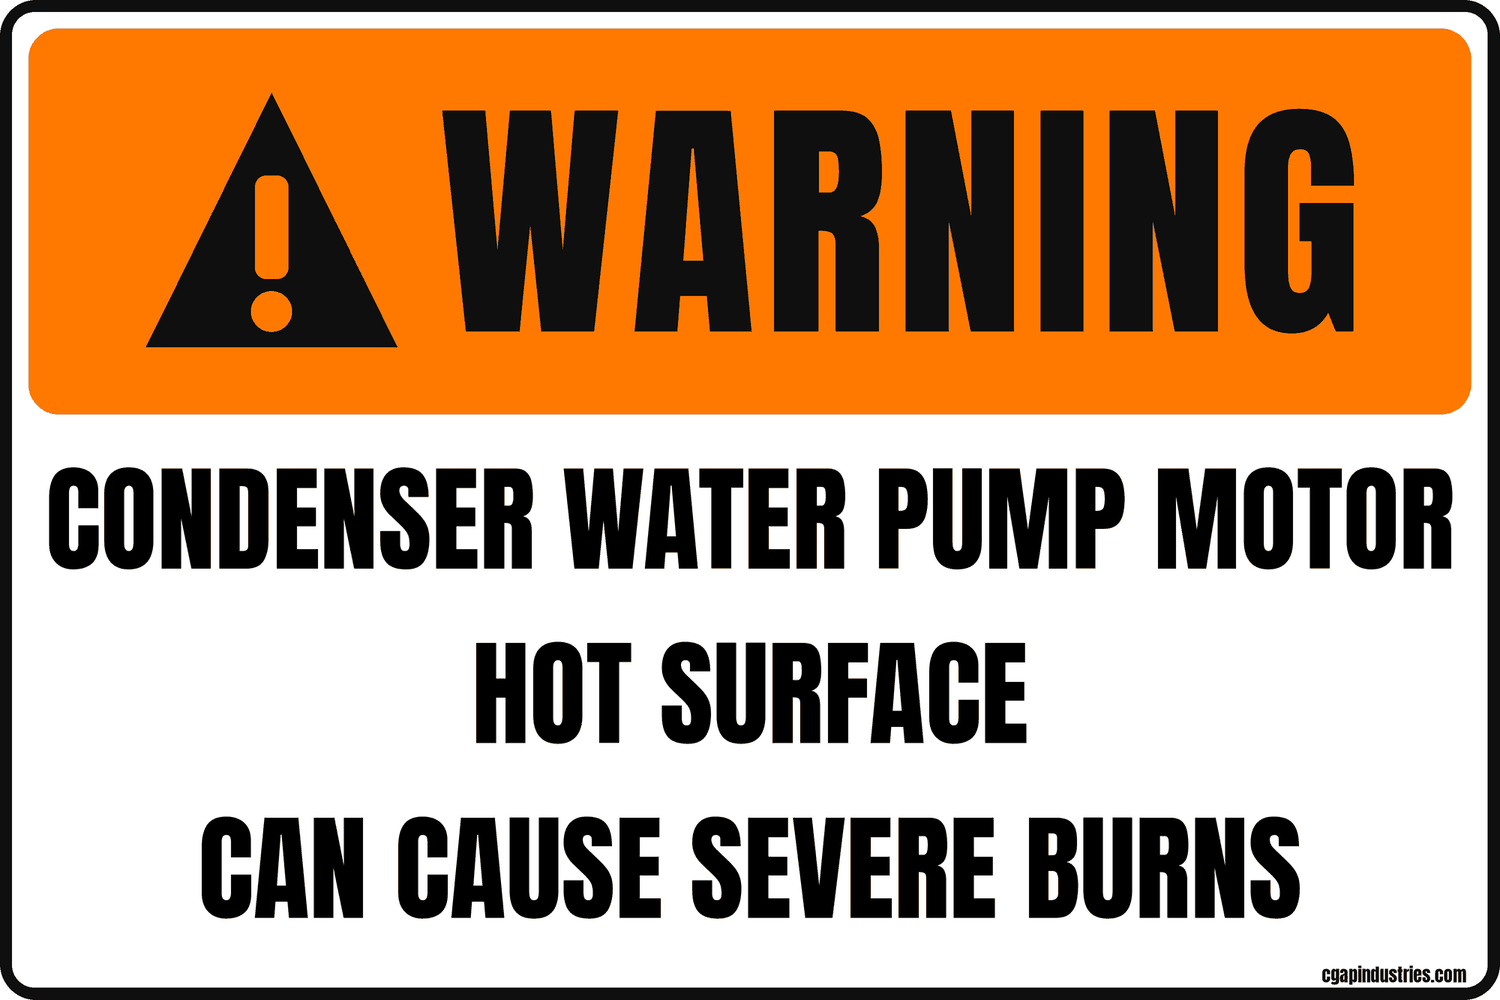 WARNING
CONDENSER WATER PUMP MOTOR
HOT SURFACE
CAN CAUSE SEVERE BURNS
cgapindustries.com